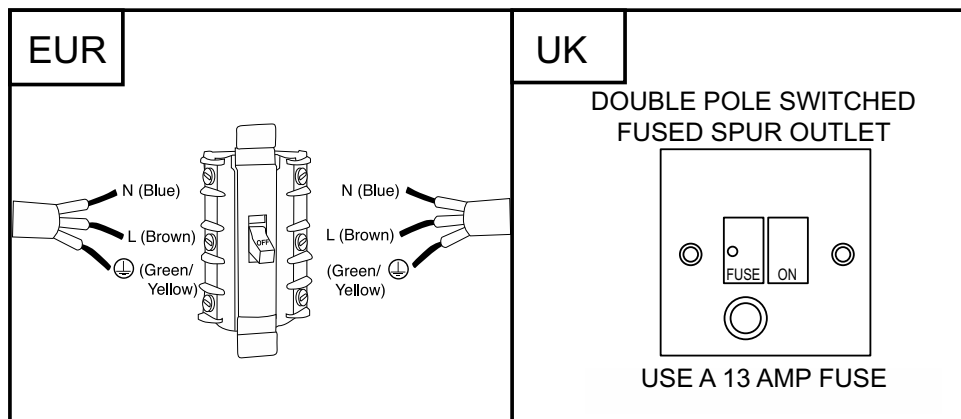 EUR
N (Blue)
L (Brown)
(Green/
Yellow)
OFF
N (Blue)
L (Brown)
(Green/
Yellow)
UK
DOUBLE POLE SWITCHED
FUSED SPUR OUTLET
FUSE
ON
USE A 13 AMP FUSE